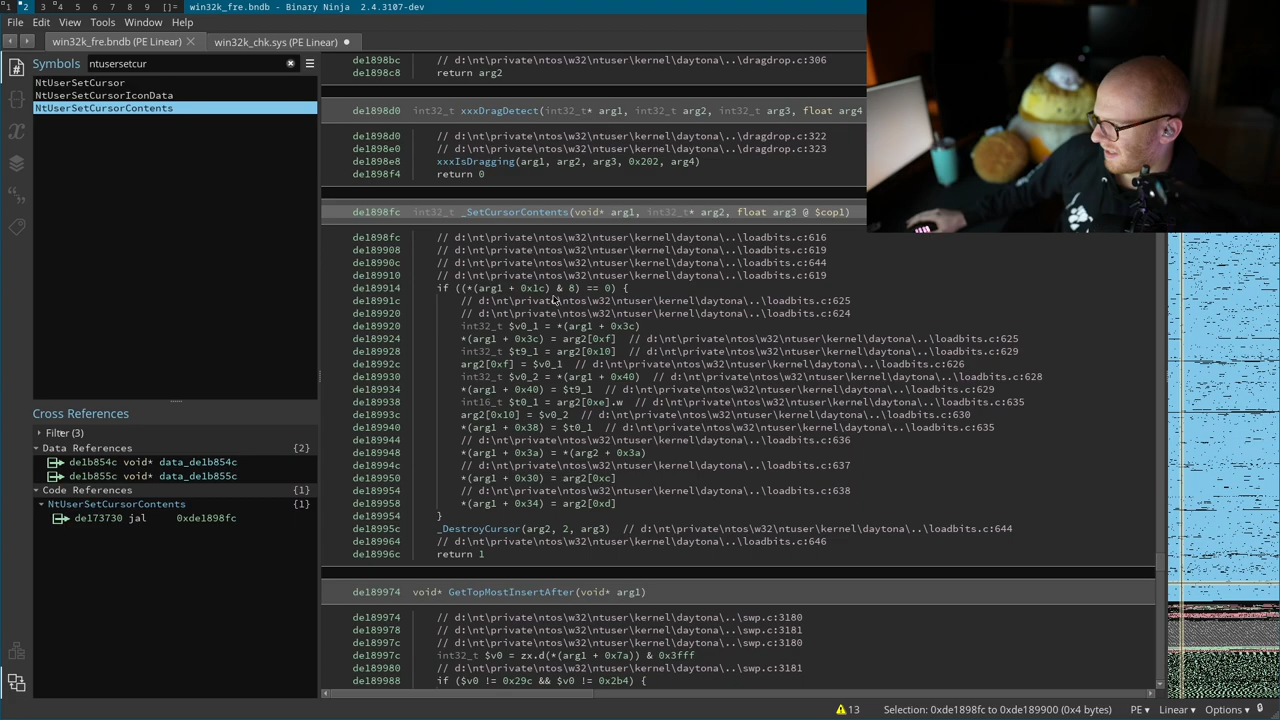 1 2 3 4 5 6 7 8 9 []= win32k_fre.bndb - Binary Ninja 2.4.3107-dev
File Edit View Tools Window Help
win32k_fre.bndb (PE Linear) win32k_chk.sys (PE Linear)
Symbols ntusersetcur
NtUserSetCursor
NtUserSetCursorIconData
NtUserSetCursorContents
Cross References
Filter (3)
Data References {2}
de1b854c void* data_de1b854c
de1b855c void* data_de1b855c
Code References {1}
NtUserSetCursorContents {1}
de173730 jal 0xde1898fc
de1898bc // d:\nt\private\ntos\w32\ntuser\kernel\daytona\..\dragdrop.c:306
de1898c8 return arg2
de1898d0 int32_t xxxDragDetect(int32_t* arg1, int32_t arg2, int32_t arg3, float arg4
de1898d0 // d:\nt\private\ntos\w32\ntuser\kernel\daytona\..\dragdrop.c:322
de1898e0 // d:\nt\private\ntos\w32\ntuser\kernel\daytona\..\dragdrop.c:323
de1898e8 xxxIsDragging(arg1, arg2, arg3, 0x202, arg4)
de1898f4 return 0
de1898fc int32_t _SetCursorContents(void* arg1, int32_t* arg2, float arg3 @ $cop1)
de1898fc // d:\nt\private\ntos\w32\ntuser\kernel\daytona\..\loadbits.c:616
de189908 // d:\nt\private\ntos\w32\ntuser\kernel\daytona\..\loadbits.c:619
de18990c // d:\nt\private\ntos\w32\ntuser\kernel\daytona\..\loadbits.c:644
de189910 // d:\nt\private\ntos\w32\ntuser\kernel\daytona\..\loadbits.c:619
de189914 if ((*(arg1 + 0x1c) & 8) == 0) {
de18991c // d:\nt\private\ntos\w32\ntuser\kernel\daytona\..\loadbits.c:625
de189920 // d:\nt\private\ntos\w32\ntuser\kernel\daytona\..\loadbits.c:624
de189920 int32_t $v0_1 = *(arg1 + 0x3c)
de189924 *(arg1 + 0x3c) = arg2[0xf] // d:\nt\private\ntos\w32\ntuser\kernel\daytona\..\loadbits.c:625
de189928 int32_t $t9_1 = arg2[0x10] // d:\nt\private\ntos\w32\ntuser\kernel\daytona\..\loadbits.c:629
de18992c arg2[0xf] = $v0_1 // d:\nt\private\ntos\w32\ntuser\kernel\daytona\..\loadbits.c:626
de189930 int32_t $v0_2 = *(arg1 + 0x40) // d:\nt\private\ntos\w32\ntuser\kernel\daytona\..\loadbits.c:628
de189934 *(arg1 + 0x40) = $t9_1 // d:\nt\private\ntos\w32\ntuser\kernel\daytona\..\loadbits.c:629
de189938 int16_t $t0_1 = arg2[0xe].w // d:\nt\private\ntos\w32\ntuser\kernel\daytona\..\loadbits.c:635
de18993c arg2[0x10] = $v0_2 // d:\nt\private\ntos\w32\ntuser\kernel\daytona\..\loadbits.c:630
de189940 *(arg1 + 0x38) = $t0_1 // d:\nt\private\ntos\w32\ntuser\kernel\daytona\..\loadbits.c:635
de189944 // d:\nt\private\ntos\w32\ntuser\kernel\daytona\..\loadbits.c:636
de189948 *(arg1 + 0x3a) = *(arg2 + 0x3a)
de18994c // d:\nt\private\ntos\w32\ntuser\kernel\daytona\..\loadbits.c:637
de189950 *(arg1 + 0x30) = arg2[0xc]
de189954 // d:\nt\private\ntos\w32\ntuser\kernel\daytona\..\loadbits.c:638
de189958 *(arg1 + 0x34) = arg2[0xd]
de189954 }
de18995c _DestroyCursor(arg2, 2, arg3) // d:\nt\private\ntos\w32\ntuser\kernel\daytona\..\loadbits.c:644
de189964 // d:\nt\private\ntos\w32\ntuser\kernel\daytona\..\loadbits.c:646
de18996c return 1
de189974 void* GetTopMostInsertAfter(void* arg1)
de189974 // d:\nt\private\ntos\w32\ntuser\kernel\daytona\..\swp.c:3180
de189978 // d:\nt\private\ntos\w32\ntuser\kernel\daytona\..\swp.c:3181
de18997c // d:\nt\private\ntos\w32\ntuser\kernel\daytona\..\swp.c:3180
de18997c int32_t $v0 = zx.d(*(arg1 + 0x7a)) & 0x3fff
de189980 // d:\nt\private\ntos\w32\ntuser\kernel\daytona\..\swp.c:3181
de189988 if ($v0 != 0x29c && $v0 != 0x2b4) {
13 Selection: 0xde1898fc to 0xde189900 (0x4 bytes) PE Linear Options